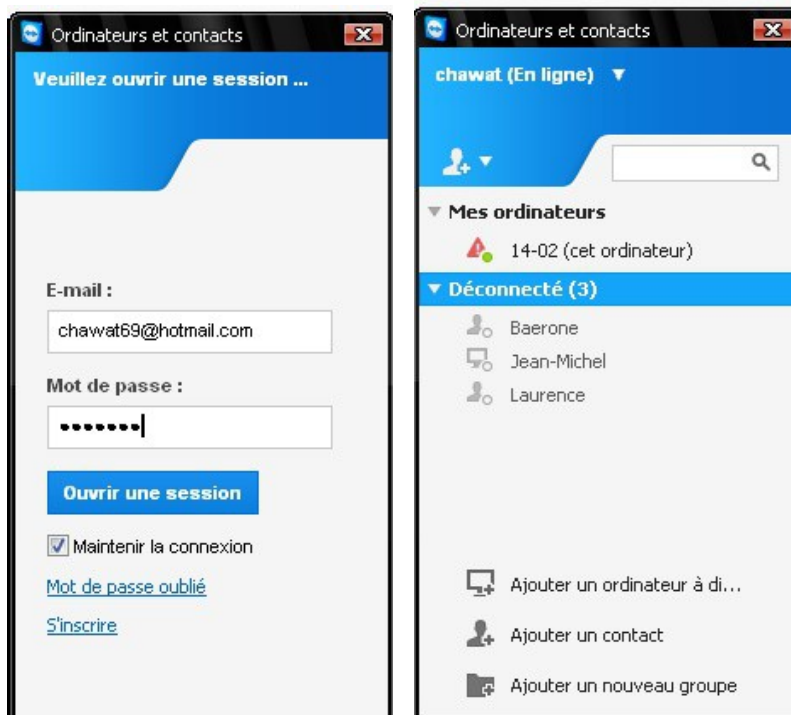 Ordinateurs et contacts
Veuillez ouvrir une session ...
E-mail :
chawat69@hotmail.com
Mot de passe :
•••••••
Ouvrir une session
Maintenir la connexion
Mot de passe oublié
S'inscrire
Ordinateurs et contacts
chawat (En ligne)
Mes ordinateurs
14-02 (cet ordinateur)
Déconnecté (3)
Baerone
Jean-Michel
Laurence
Ajouter un ordinateur à di...
Ajouter un contact
Ajouter un nouveau groupe